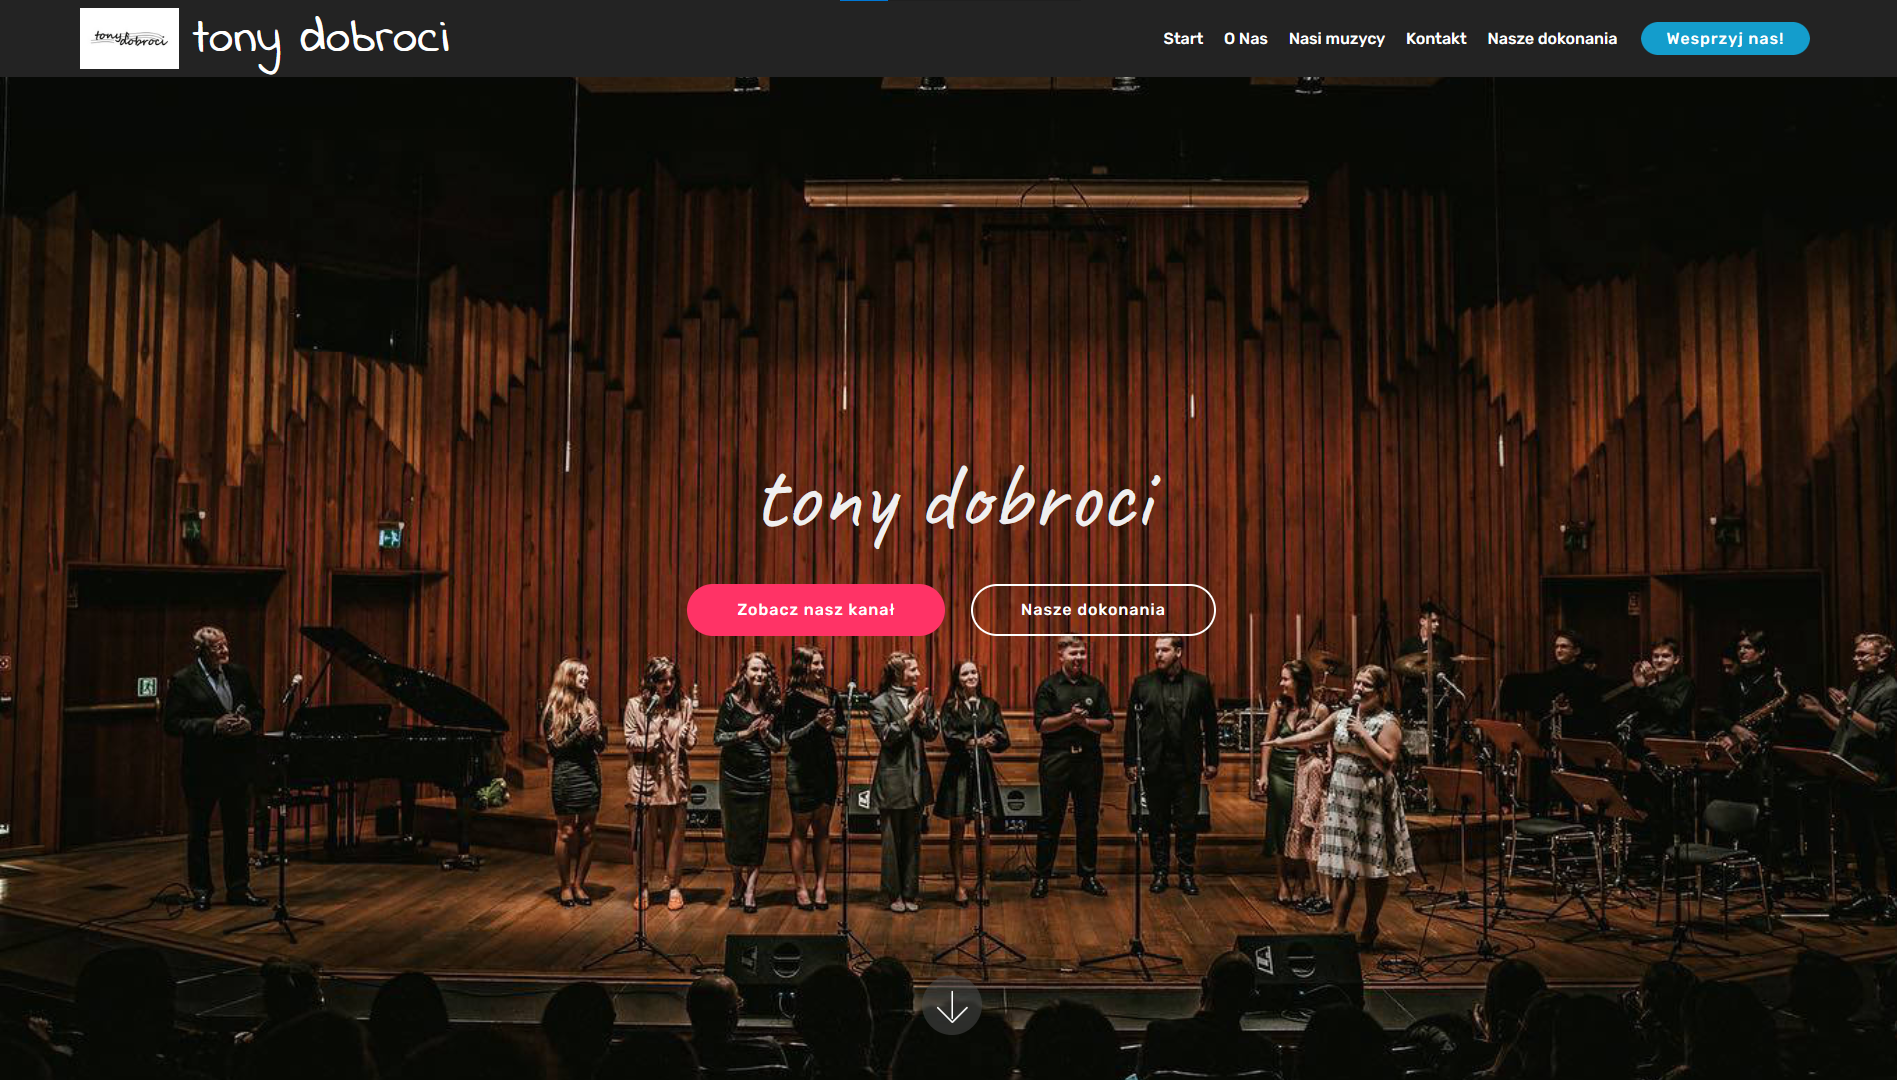 tony dobroci
tony dobroci
Start
O Nas
Nasi muzycy
Kontakt
Nasze dokonania
Wesprzyj nas!
tony dobroci
Zobacz nasz kanał
Nasze dokonania